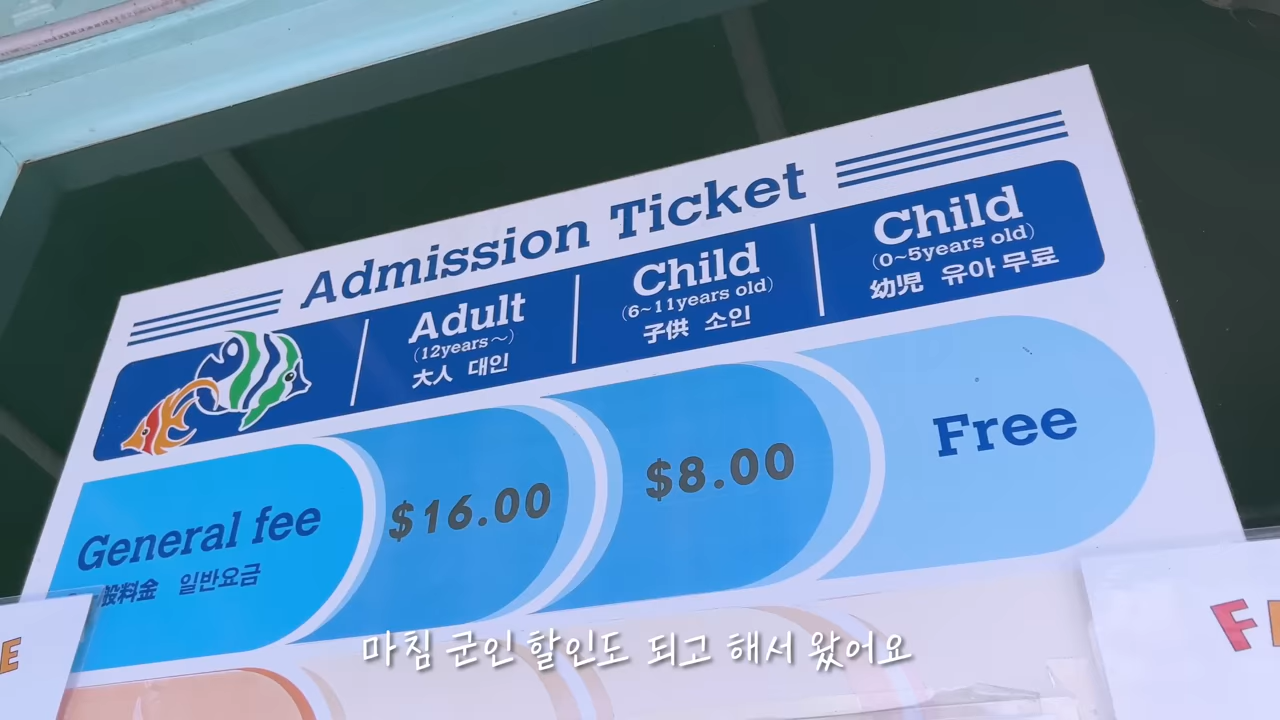 Admission Ticket
Adult
(12years～)
大人 대인
Child
(6~11years old)
子供 소인
Child
(0~5years old)
幼児 유아 무료
General fee
般料金 일반요금
$16.00
$8.00
Free
마침 군인 할인도 되고 해서 왔어요